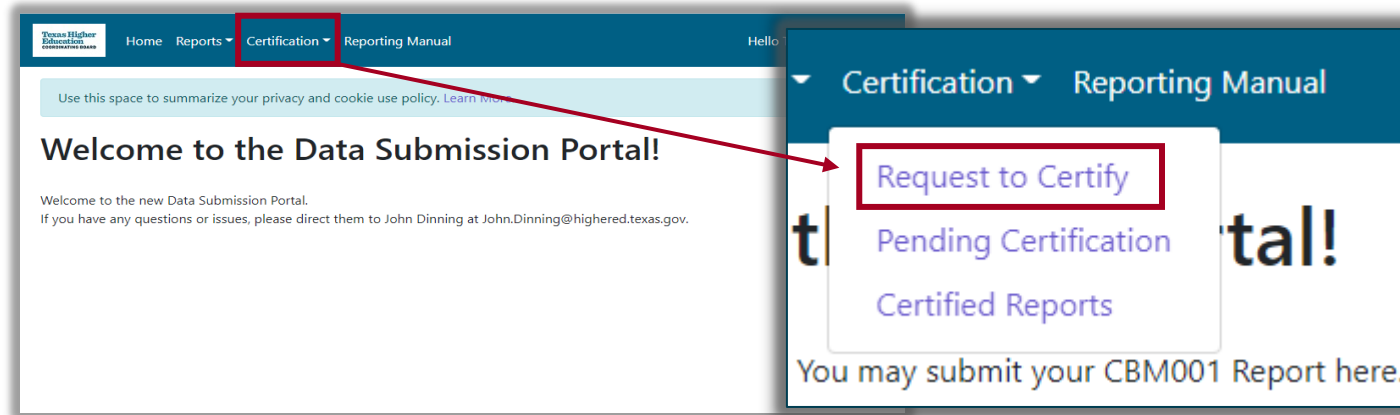 Texas Higher
Education
COORDINATING BOARD
Home Reports Certification Reporting Manual
Hello
Use this space to summarize your privacy and cookie use policy. Learn More
Welcome to the Data Submission Portal!
Welcome to the new Data Submission Portal.
If you have any questions or issues, please direct them to John Dinning at John.Dinning@highered.texas.gov.
Certification Reporting Manual
Request to Certify
Pending Certification
Certified Reports
tal!
You may submit your CBM001 Report here.